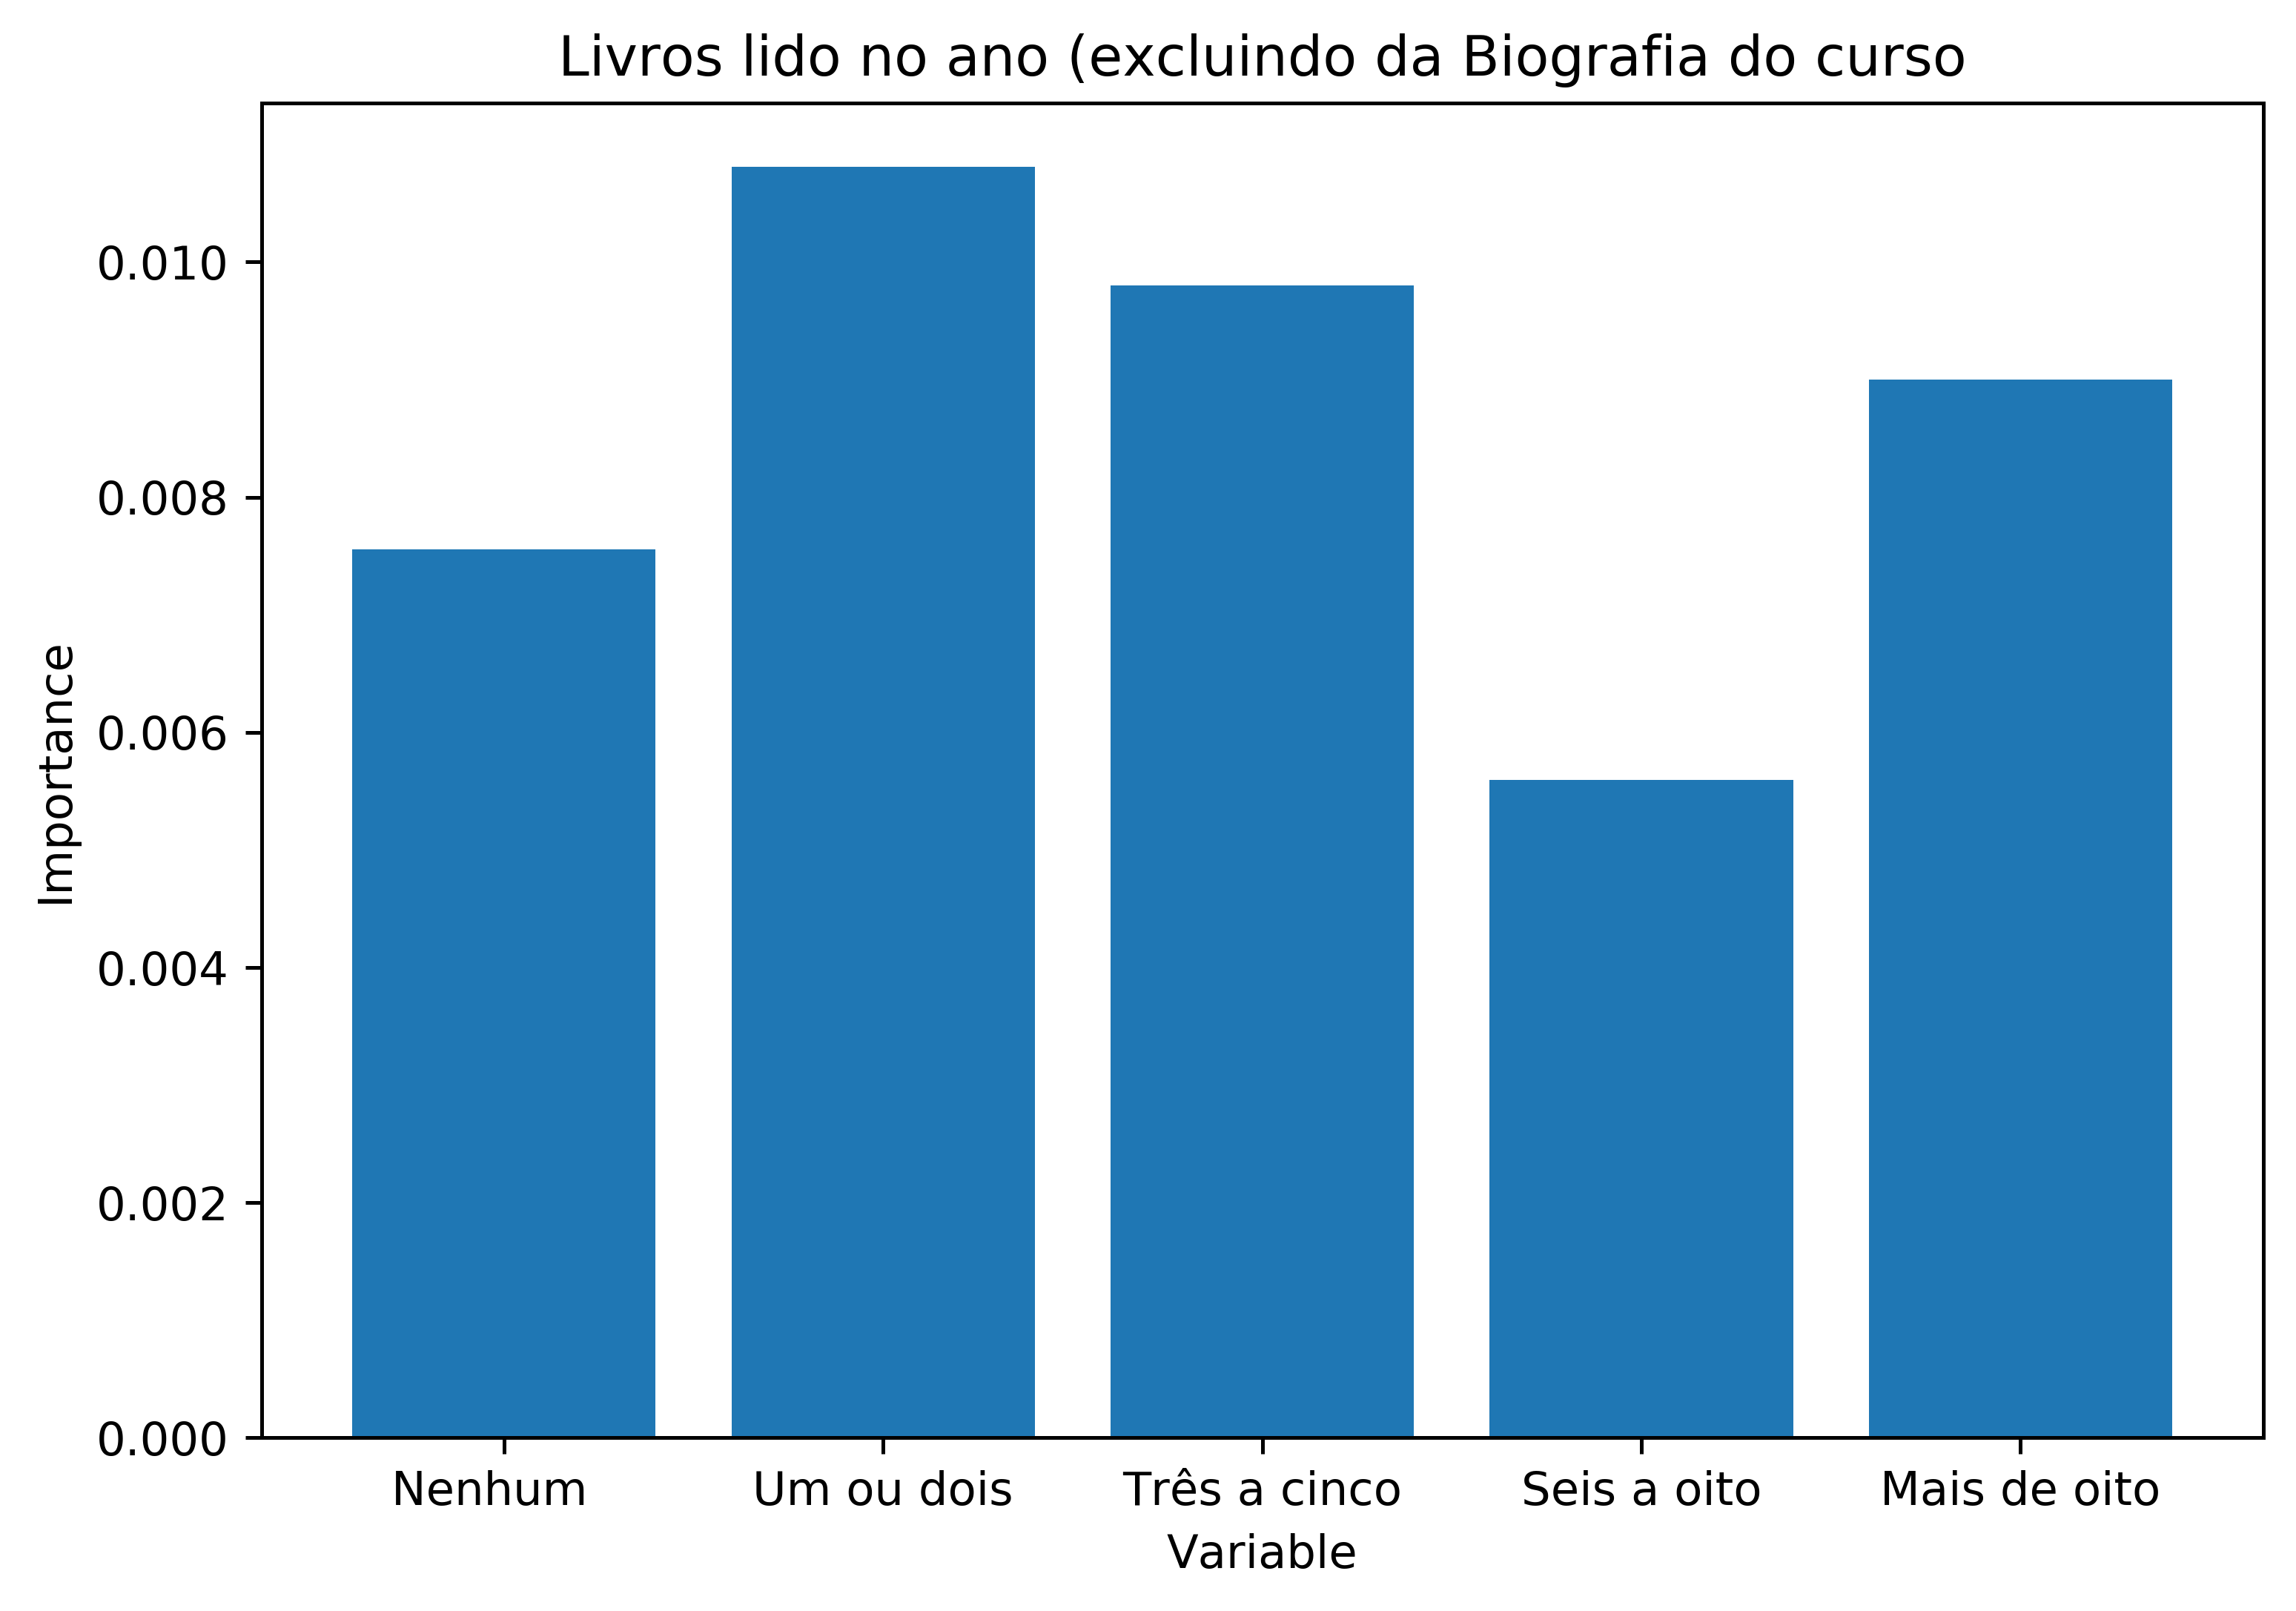 Livros lido no ano (excluindo da Biografia do curso
0.010
0.008
0.006
0.004
0.002
0.000
Importance
Nenhum
Um ou dois
Três a cinco
Seis a oito
Mais de oito
Variable